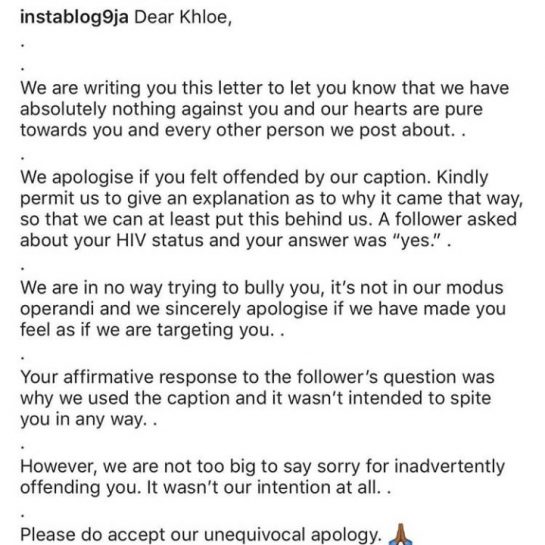 instablog9ja Dear Khloe,
.
.
We are writing you this letter to let you know that we have
absolutely nothing against you and our hearts are pure
towards you and every other person we post about. .
.
We apologise if you felt offended by our caption. Kindly
permit us to give an explanation as to why it came that way,
so that we can at least put this behind us. A follower asked
about your HIV status and your answer was “yes.” .
.
We are in no way trying to bully you, it’s not in our modus
operandi and we sincerely apologise if we have made you
feel as if we are targeting you. .
.
Your affirmative response to the follower’s question was
why we used the caption and it wasn’t intended to spite
you in any way. .
.
However, we are not too big to say sorry for inadvertently
offending you. It wasn’t our intention at all. .
.
Please do accept our unequivocal apology. 🙏🏾